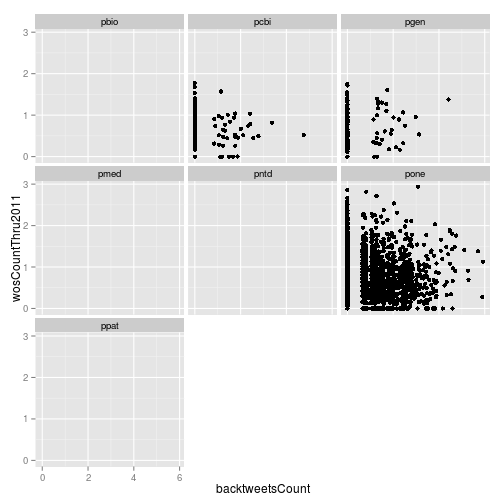 pbio pcbi pgen
3
2
1
0
pmed pntd pone
3
2
1
0
ppat
3
2
1
0
0 2 4 6
wosCountThru2011
backtweetsCount